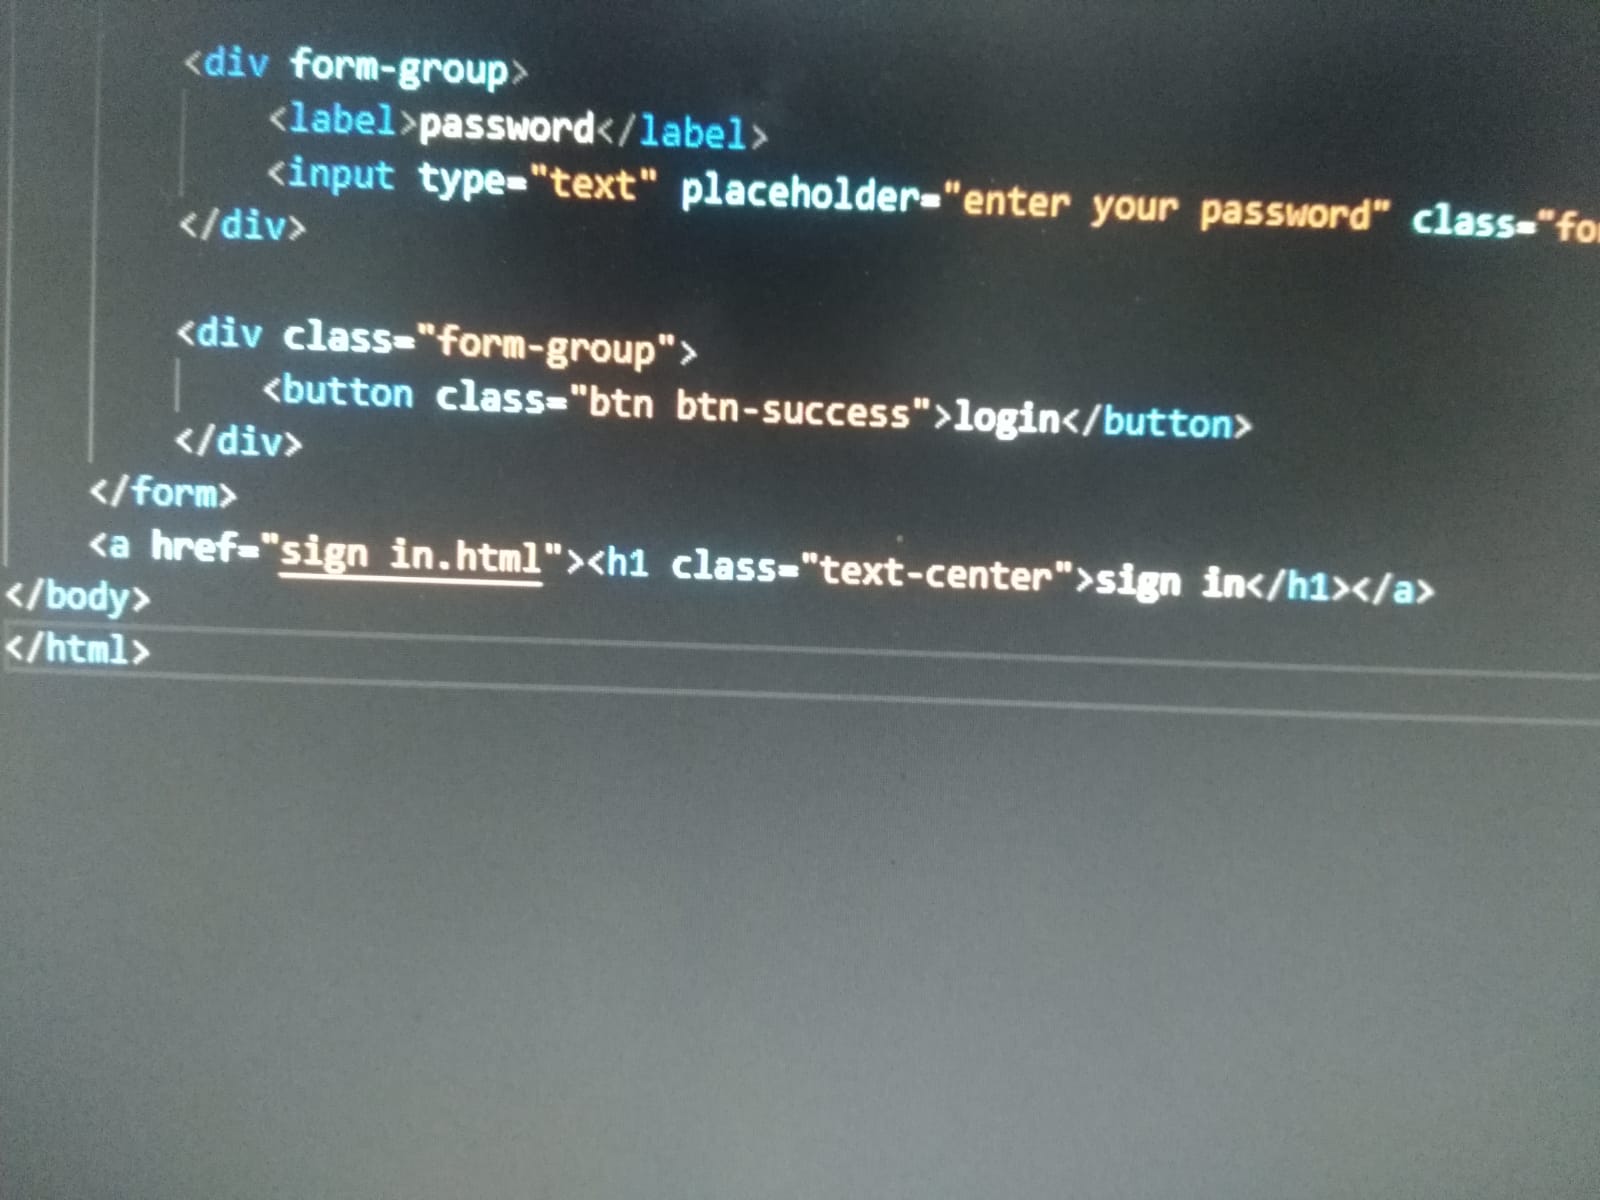 <div form-group>
<label>password</label>
<input type="text" placeholder="enter your password" class="fo
</div>
<div class="form-group">
<button class="btn btn-success">login</button>
</div>
</form>
<a href="sign in.html"><h1 class="text-center">sign in</h1></a>
</body>
</html>